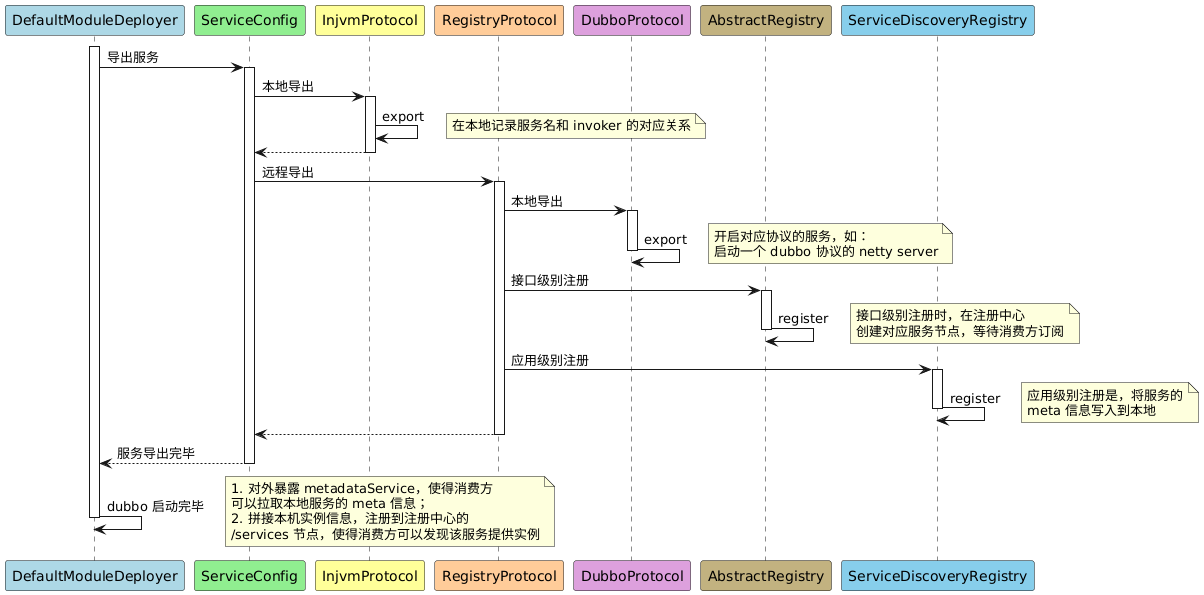 DefaultModuleDeployer
ServiceConfig
InjvmProtocol
RegistryProtocol
DubboProtocol
AbstractRegistry
ServiceDiscoveryRegistry
导出服务
本地导出
export
在本地记录服务名和 invoker 的对应关系
远程导出
本地导出
export
开启对应协议的服务，如：
启动一个 dubbo 协议的 netty server
接口级别注册
register
接口级别注册时，在注册中心
创建对应服务节点，等待消费方订阅
应用级别注册
register
应用级别注册是，将服务的
meta 信息写入到本地
服务导出完毕
dubbo 启动完毕
1. 对外暴露 metadataService，使得消费方
可以拉取本地服务的 meta 信息；
2. 拼接本机实例信息，注册到注册中心的
/services 节点，使得消费方可以发现该服务提供实例
DefaultModuleDeployer
ServiceConfig
InjvmProtocol
RegistryProtocol
DubboProtocol
AbstractRegistry
ServiceDiscoveryRegistry